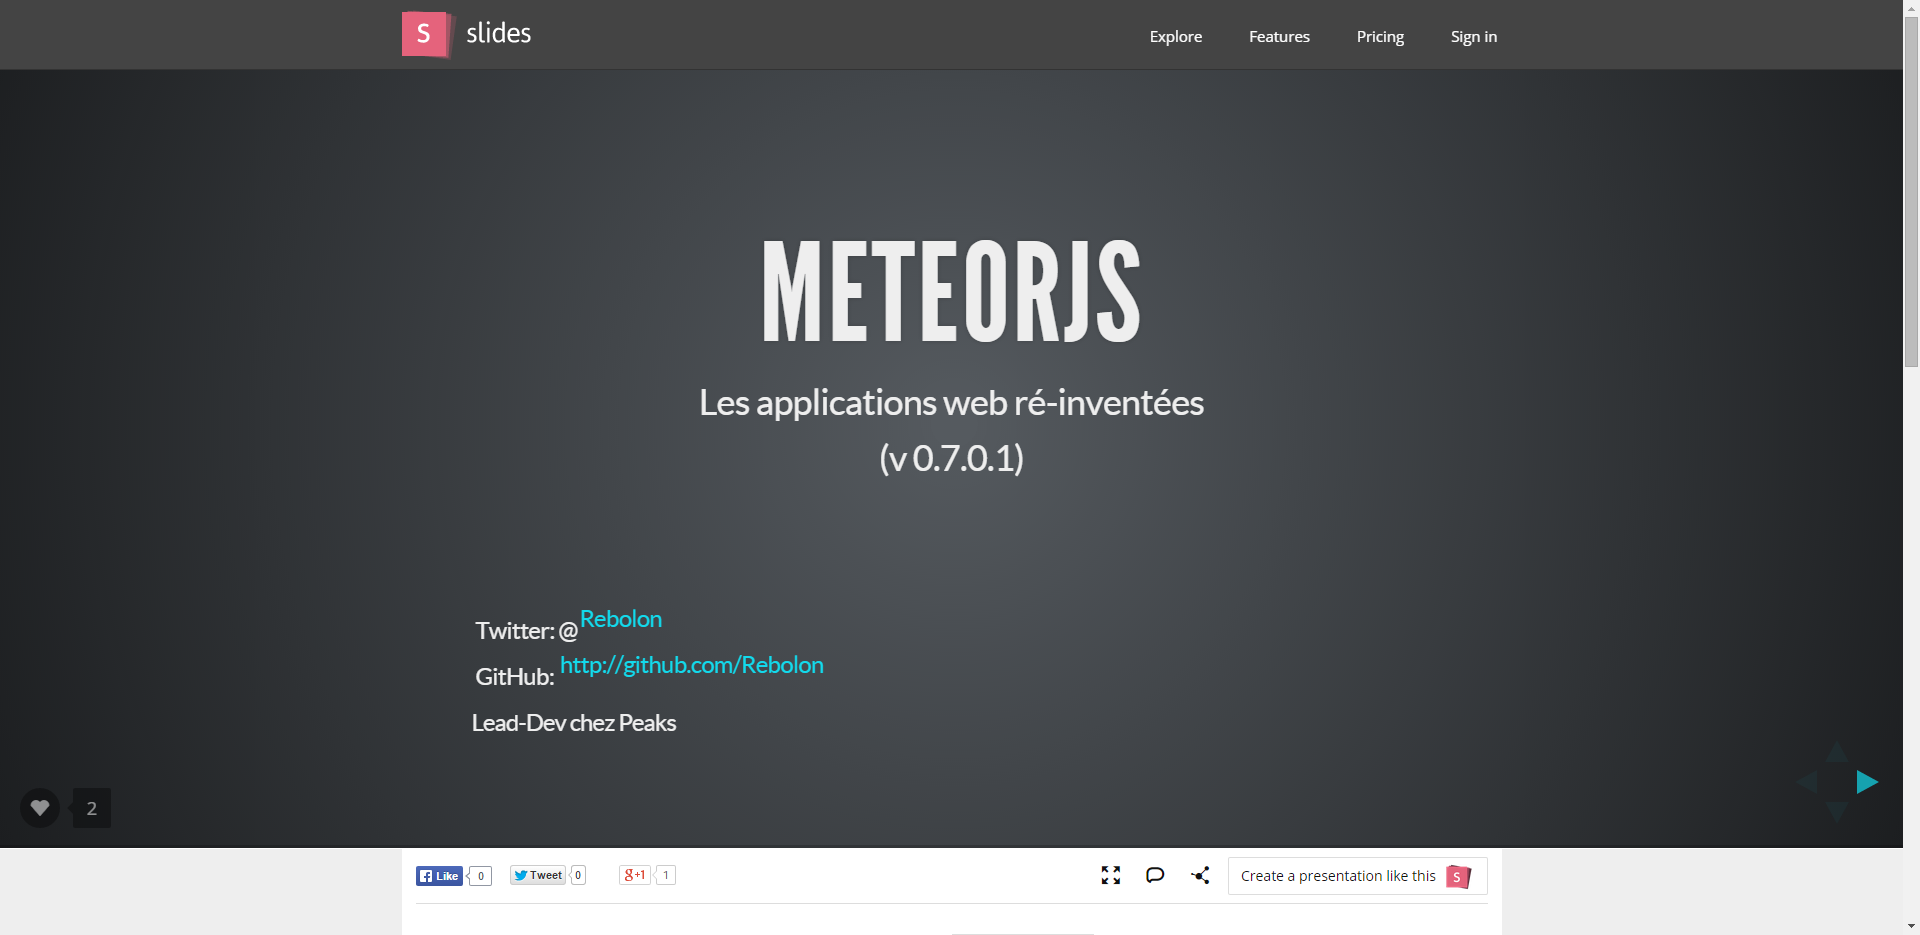 S slides
Explore Features Pricing Sign in
METEORJS
Les applications web ré-inventées
(v 0.7.0.1)
Twitter: @Rebolon
GitHub: http://github.com/Rebolon
Lead-Dev chez Peaks
2
Like 0 Tweet 0 g+1 1 Create a presentation like this S